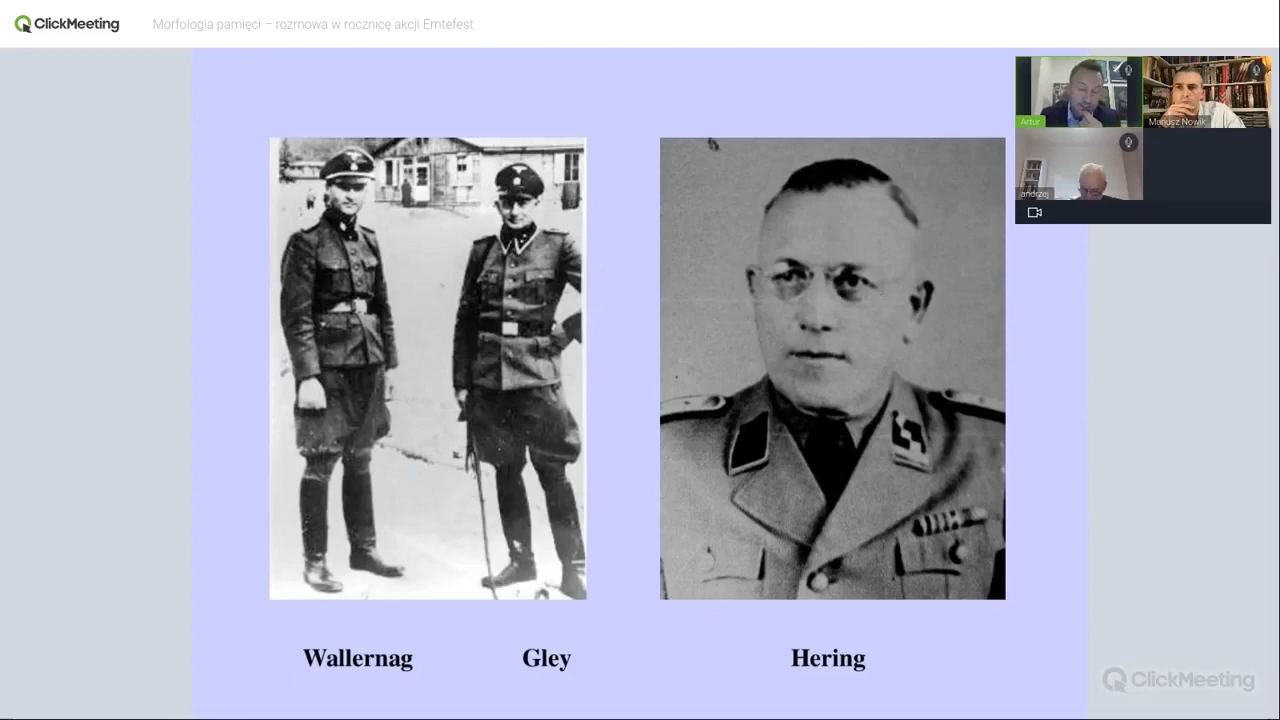 ClickMeeting
Morfologia pamięci – rozmowa w rocznicę akcji Erntefest
Artur
Mariusz Nowik
andrzej
Wallernag
Gley
Hering
ClickMeeting